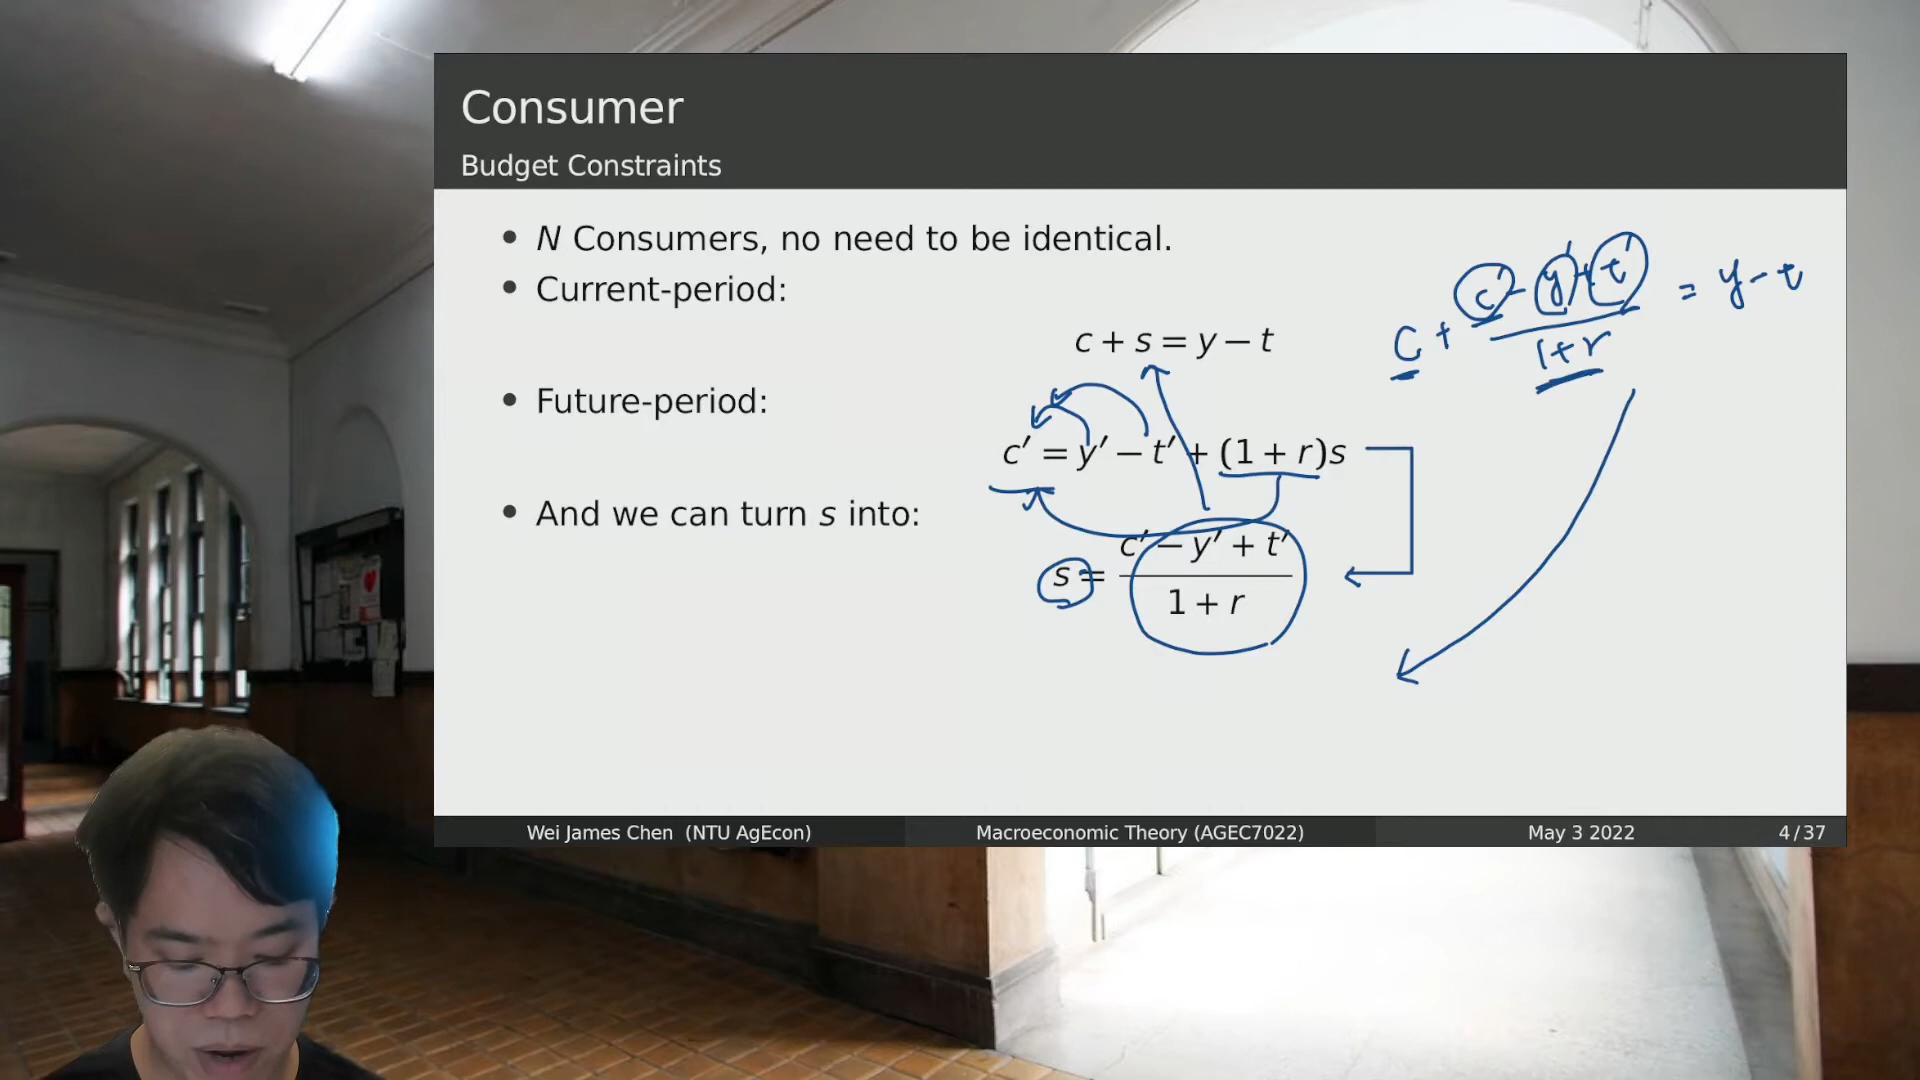 Consumer
Budget Constraints
• N Consumers, no need to be identical.
• Current-period:
c + s = y − t
• Future-period:
c′ = y′ − t′ + (1 + r)s
• And we can turn s into:
s = (c′ − y′ + t′) / (1 + r)
c + (c′ − y′ + t′) / (1+r) = y − t
Wei James Chen (NTU AgEcon) Macroeconomic Theory (AGEC7022) May 3 2022 4/37